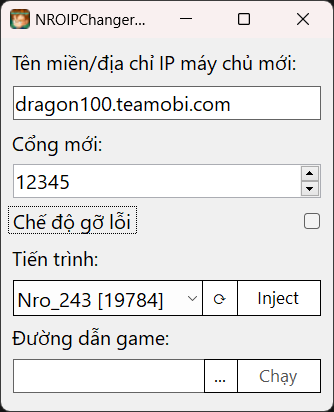 NROIPChanger...
Tên miền/địa chỉ IP máy chủ mới:
dragon100.teamobi.com
Cổng mới:
12345
Chế độ gỡ lỗi
Tiến trình:
Nro_243 [19784] Inject
Đường dẫn game:
... Chạy